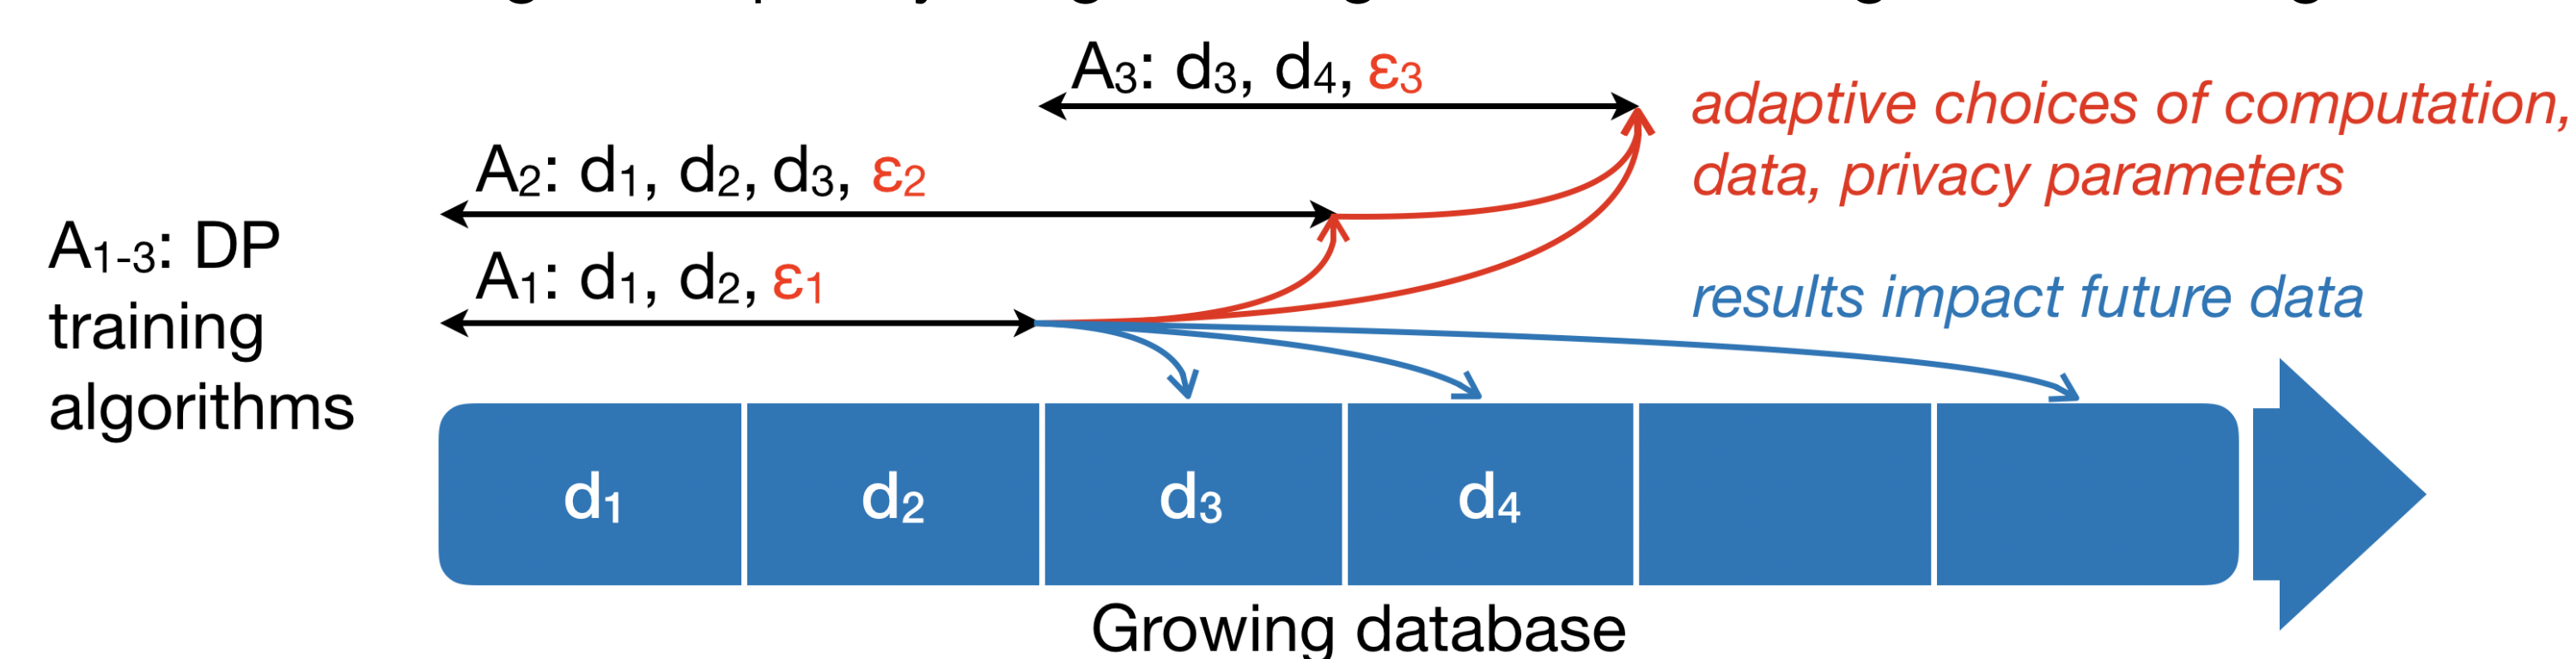 A₃: d₃, d₄, ε₃
adaptive choices of computation,
data, privacy parameters
A₂: d₁, d₂, d₃, ε₂
A₁₋₃: DP
training
algorithms
A₁: d₁, d₂, ε₁
results impact future data
d₁ d₂ d₃ d₄
Growing database